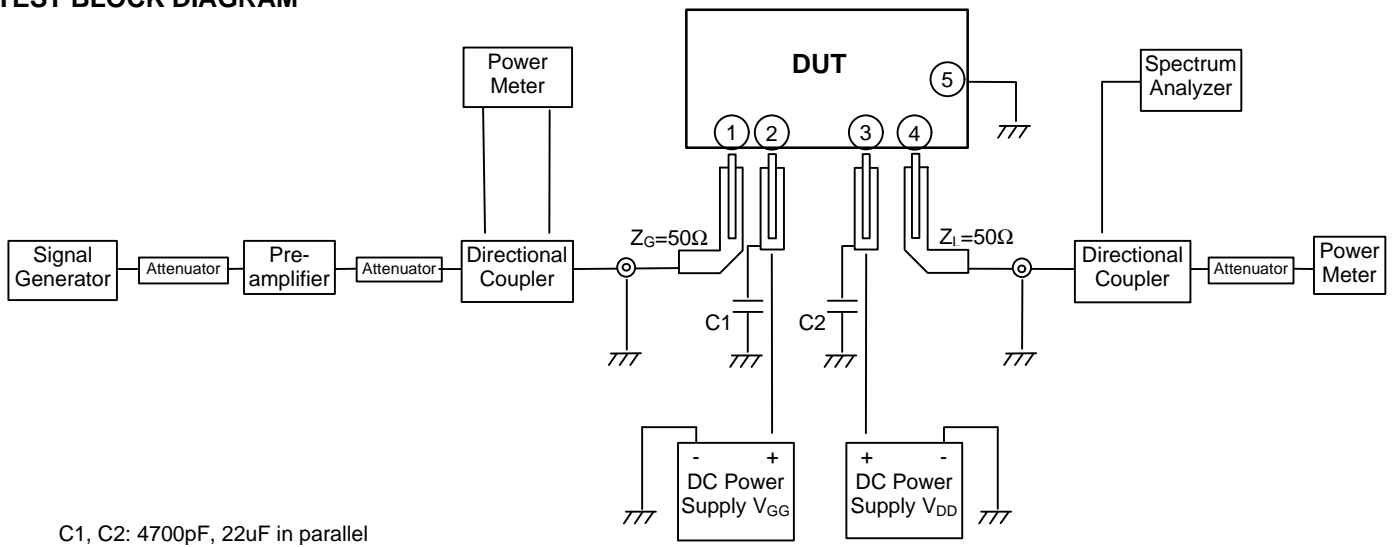 TEST BLOCK DIAGRAM
DUT
5
1
2
3
4
Power
Meter
Spectrum
Analyzer
Signal
Generator
Attenuator
Pre-
amplifier
Attenuator
Directional
Coupler
ZG=50Ω
ZL=50Ω
Directional
Coupler
Attenuator
Power
Meter
C1
C2
- +
DC Power
Supply VGG
+ -
DC Power
Supply VDD
C1, C2: 4700pF, 22uF in parallel